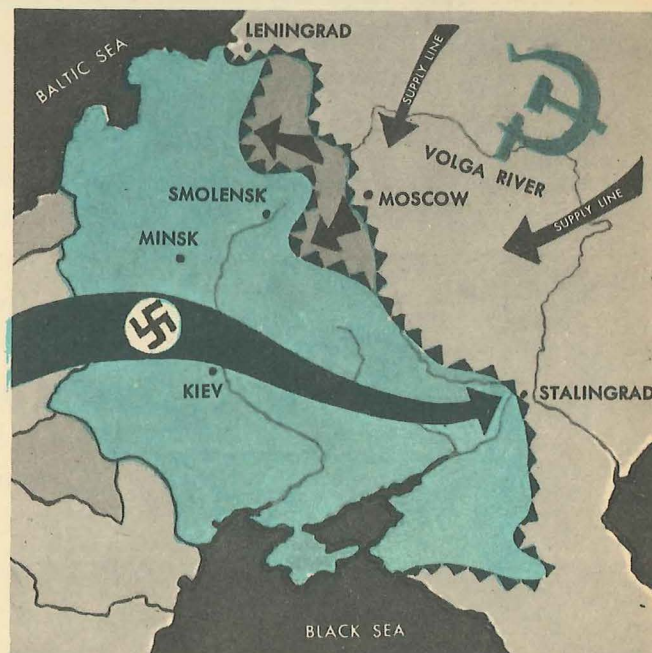 LENINGRAD
BALTIC SEA
SUPPLY LINE
VOLGA RIVER
SMOLENSK
MOSCOW
SUPPLY LINE
MINSK
KIEV
STALINGRAD
BLACK SEA